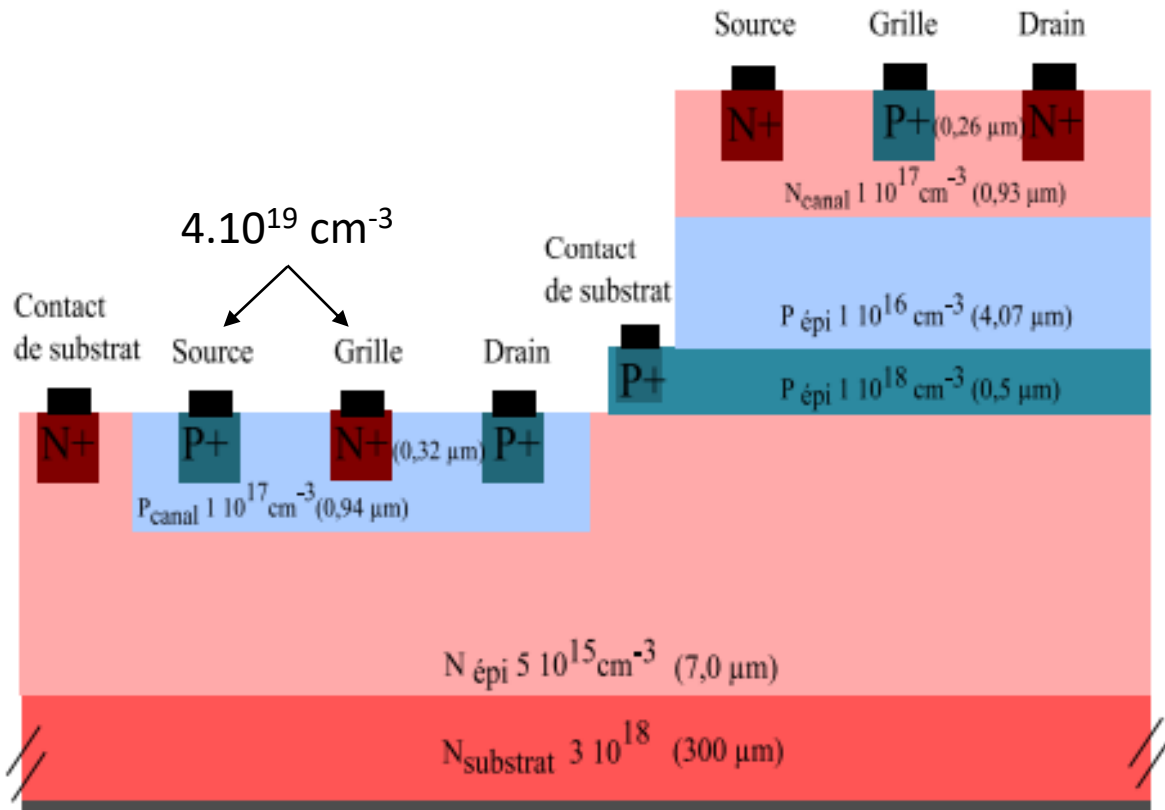 Source Grille Drain
N+ P+ (0,26 µm) N+
Ncanal 1 10^17 cm^-3 (0,93 µm)
4.10^19 cm^-3
Contact
de substrat
P épi 1 10^16 cm^-3 (4,07 µm)
Contact
de substrat
Source Grille Drain
P+
P épi 1 10^18 cm^-3 (0,5 µm)
N+ P+ N+ (0,32 µm) P+
Pcanal 1 10^17 cm^-3 (0,94 µm)
N épi 5 10^15 cm^-3 (7,0 µm)
Nsubstrat 3 10^18 (300 µm)